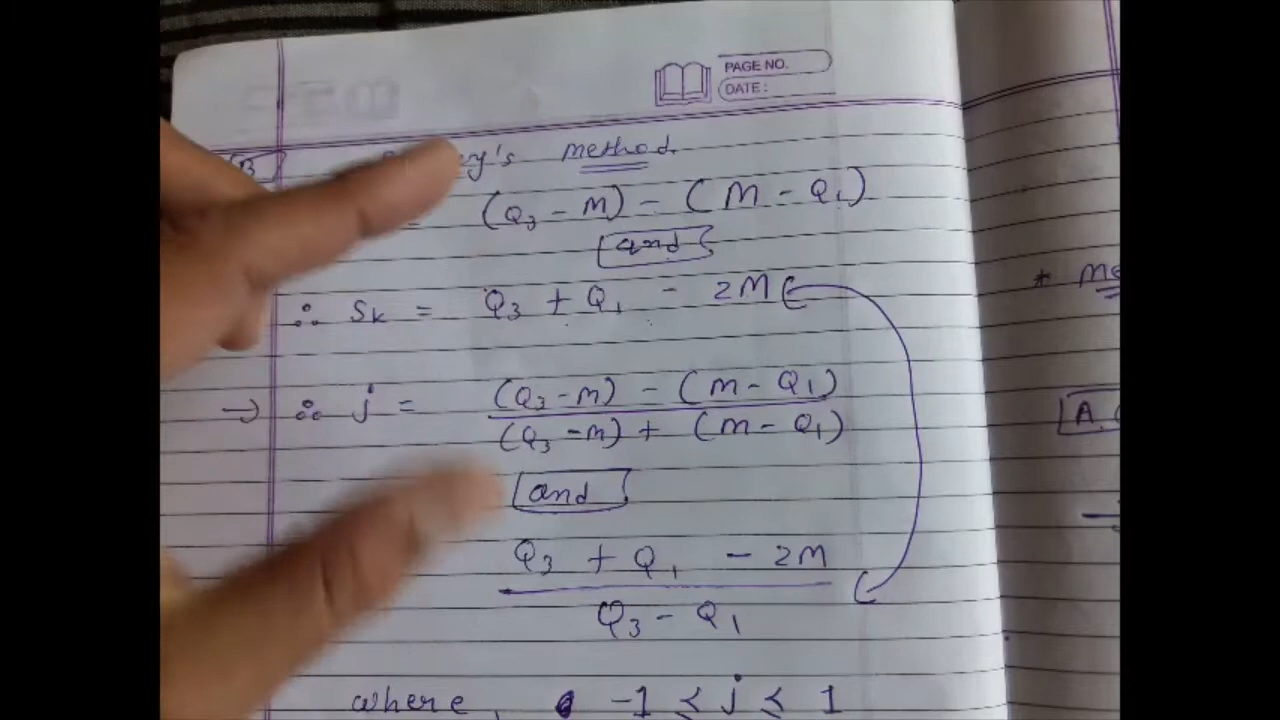 PAGE NO.
DATE :
method.
(Q3 - M) - (M - Q1)
and
∴ Sk = Q3 + Q1 - 2M
→ ∴ j = (Q3 - m) - (m - Q1)
(Q3 - m) + (m - Q1)
and
Q3 + Q1 - 2M
Q3 - Q1
where, -1 ≤ j ≤ 1
*
A.